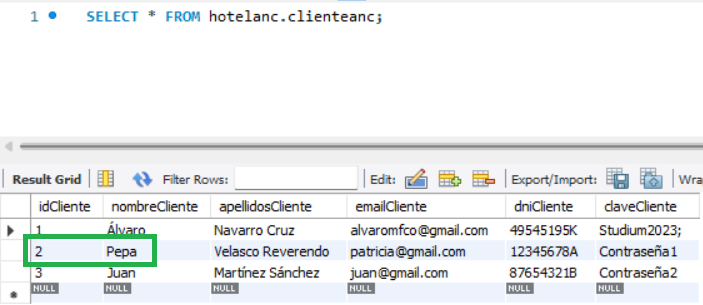 1 SELECT * FROM hotelanc.clienteanc;
Result Grid Filter Rows: Edit: Export/Import: Wra
idCliente nombreCliente apellidosCliente emailCliente dniCliente claveCliente
1 Álvaro Navarro Cruz alvaromfco@gmail.com 49545195K Studium2023;
2 Pepa Velasco Reverendo patricia@gmail.com 12345678A Contraseña1
3 Juan Martínez Sánchez juan@gmail.com 87654321B Contraseña2
NULL NULL NULL NULL NULL NULL